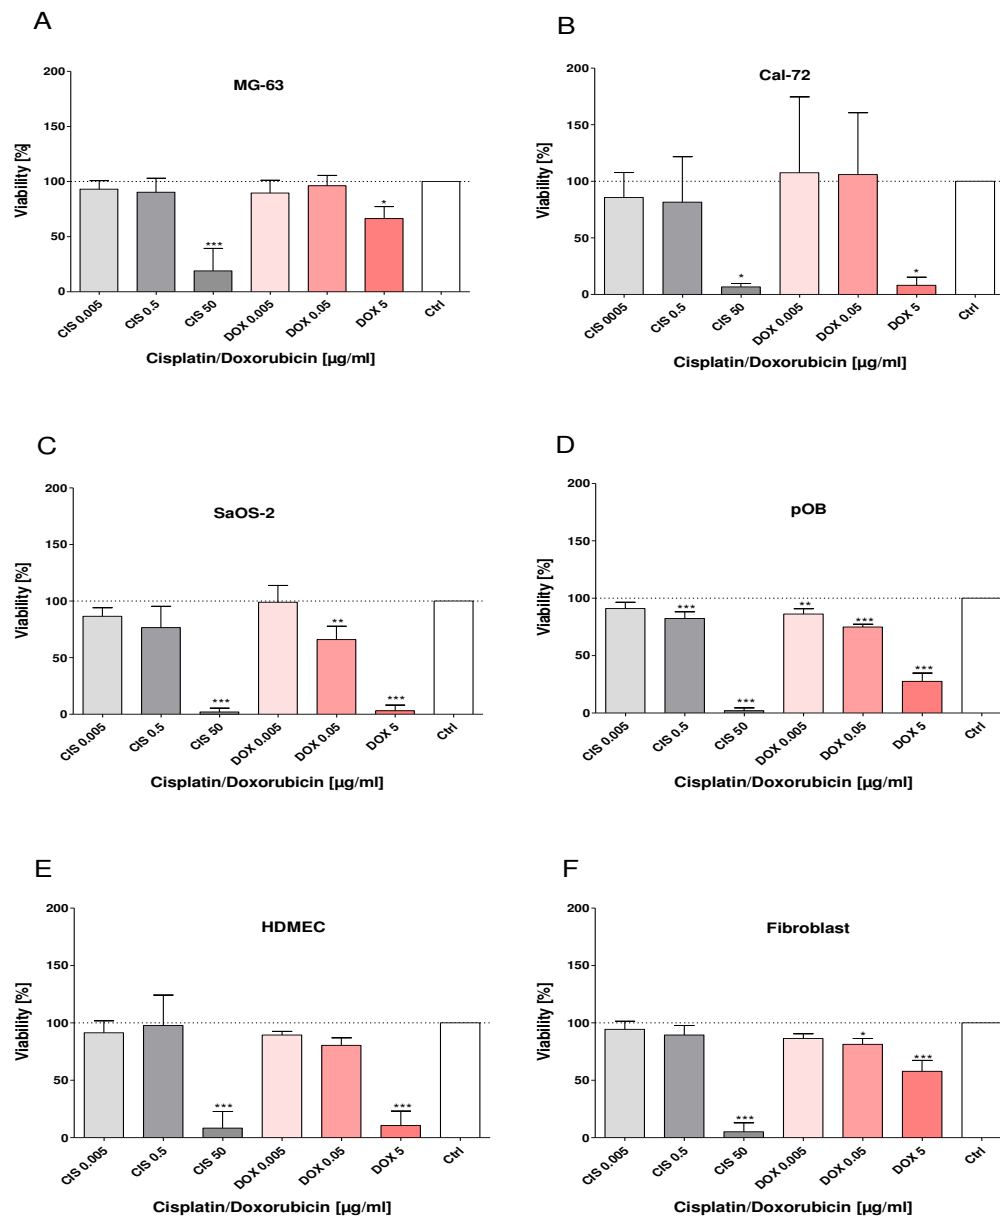 A
MG-63
200
150
100
50
0
Viability [%]
***
*
CIS 0.005
CIS 0.5
CIS 50
DOX 0.005
DOX 0.05
DOX 5
Ctrl
Cisplatin/Doxorubicin [µg/ml]
B
Cal-72
200
150
100
50
0
Viability [%]
*
*
CIS 0005
CIS 0.5
CIS 50
DOX 0.005
DOX 0.05
DOX 5
Ctrl
Cisplatin/Doxorubicin [µg/ml]
C
SaOS-2
200
150
100
50
0
Viability [%]
***
**
***
CIS 0.005
CIS 0.5
CIS 50
DOX 0.005
DOX 0.05
DOX 5
Ctrl
Cisplatin/Doxorubicin [µg/ml]
D
pOB
200
150
100
50
0
Viability [%]
***
***
**
***
***
CIS 0.005
CIS 0.5
CIS 50
DOX 0.005
DOX 0.05
DOX 5
Ctrl
Cisplatin/Doxorubicin [µg/ml]
E
HDMEC
200
150
100
50
0
Viability [%]
***
***
CIS 0.005
CIS 0.5
CIS 50
DOX 0.005
DOX 0.05
DOX 5
Ctrl
Cisplatin/Doxorubicin [µg/ml]
F
Fibroblast
200
150
100
50
0
Viability [%]
***
*
***
CIS 0.005
CIS 0.5
CIS 50
DOX 0.005
DOX 0.05
DOX 5
Ctrl
Cisplatin/Doxorubicin [µg/ml]